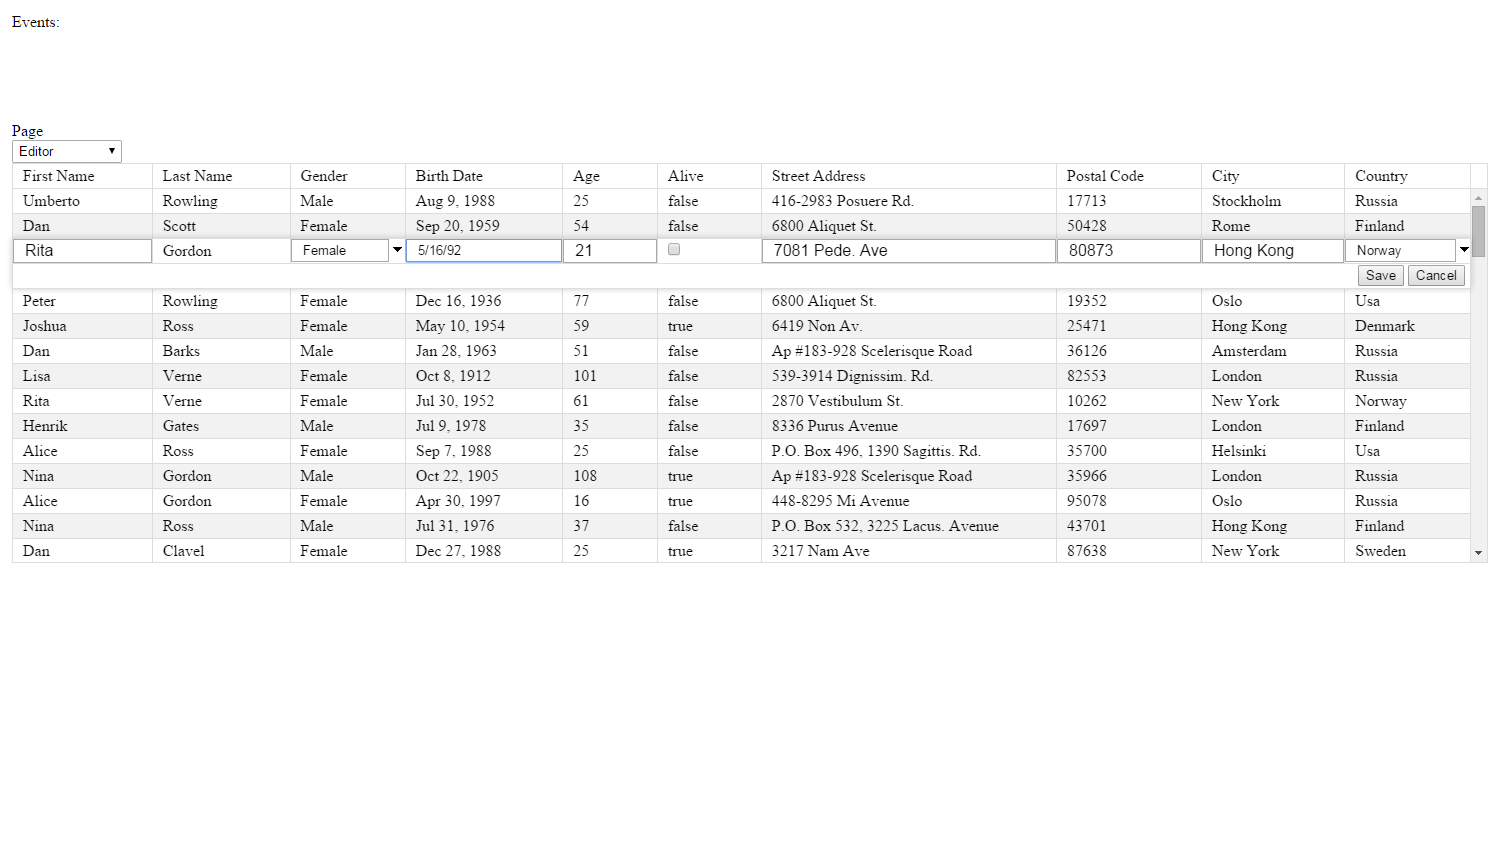 Events:
Page
Editor
First Name Last Name Gender Birth Date Age Alive Street Address Postal Code City Country
Umberto Rowling Male Aug 9, 1988 25 false 416-2983 Posuere Rd. 17713 Stockholm Russia
Dan Scott Female Sep 20, 1959 54 false 6800 Aliquet St. 50428 Rome Finland
Rita Gordon Female 5/16/92 21 7081 Pede. Ave 80873 Hong Kong Norway
Save Cancel
Peter Rowling Female Dec 16, 1936 77 false 6800 Aliquet St. 19352 Oslo Usa
Joshua Ross Female May 10, 1954 59 true 6419 Non Av. 25471 Hong Kong Denmark
Dan Barks Male Jan 28, 1963 51 false Ap #183-928 Scelerisque Road 36126 Amsterdam Russia
Lisa Verne Female Oct 8, 1912 101 false 539-3914 Dignissim. Rd. 82553 London Russia
Rita Verne Female Jul 30, 1952 61 false 2870 Vestibulum St. 10262 New York Norway
Henrik Gates Male Jul 9, 1978 35 false 8336 Purus Avenue 17697 London Finland
Alice Ross Female Sep 7, 1988 25 false P.O. Box 496, 1390 Sagittis. Rd. 35700 Helsinki Usa
Nina Gordon Male Oct 22, 1905 108 true Ap #183-928 Scelerisque Road 35966 London Russia
Alice Gordon Female Apr 30, 1997 16 true 448-8295 Mi Avenue 95078 Oslo Russia
Nina Ross Male Jul 31, 1976 37 false P.O. Box 532, 3225 Lacus. Avenue 43701 Hong Kong Finland
Dan Clavel Female Dec 27, 1988 25 true 3217 Nam Ave 87638 New York Sweden